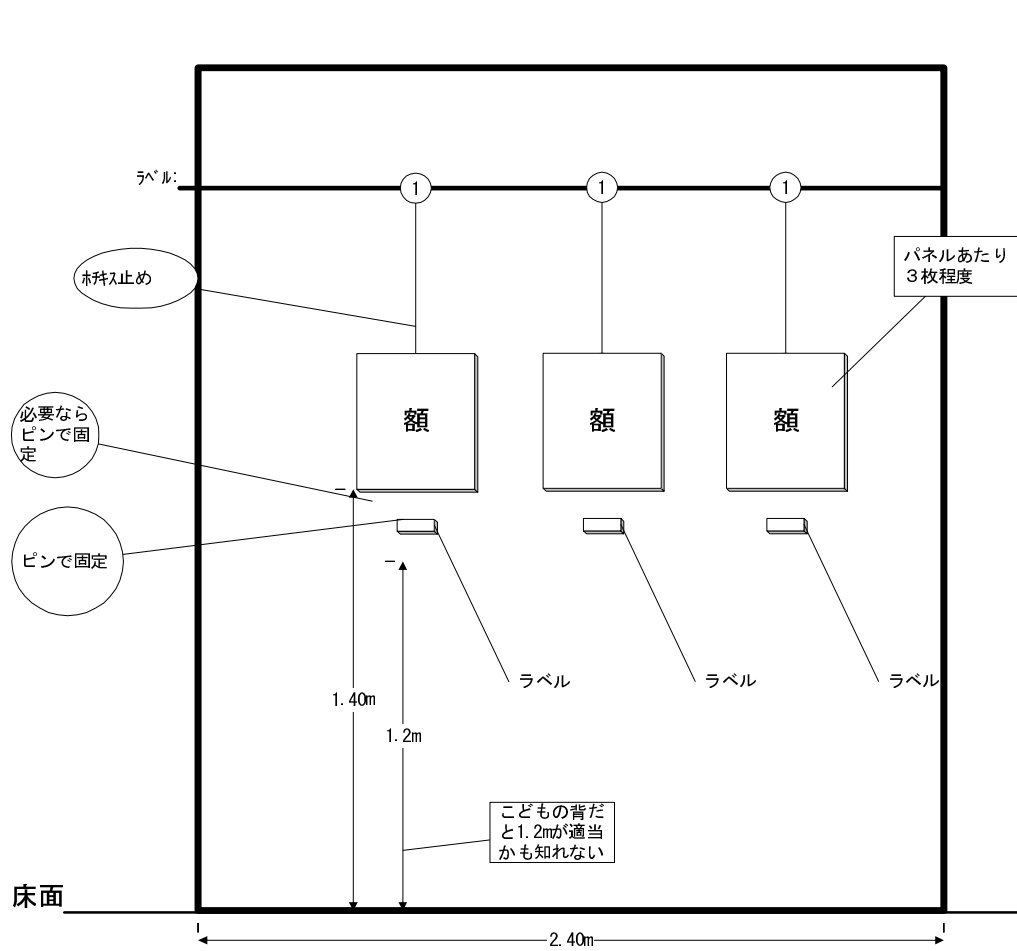 ﾗﾍﾞﾙ:
1
1
1
ﾎﾁｷｽ止め
パネルあたり
３枚程度
額
額
額
必要なら
ピンで固
定
ピンで固定
ラベル
ラベル
ラベル
1.40m
1.2m
こどもの背だ
と1.2mが適当
かも知れない
床面
2.40m